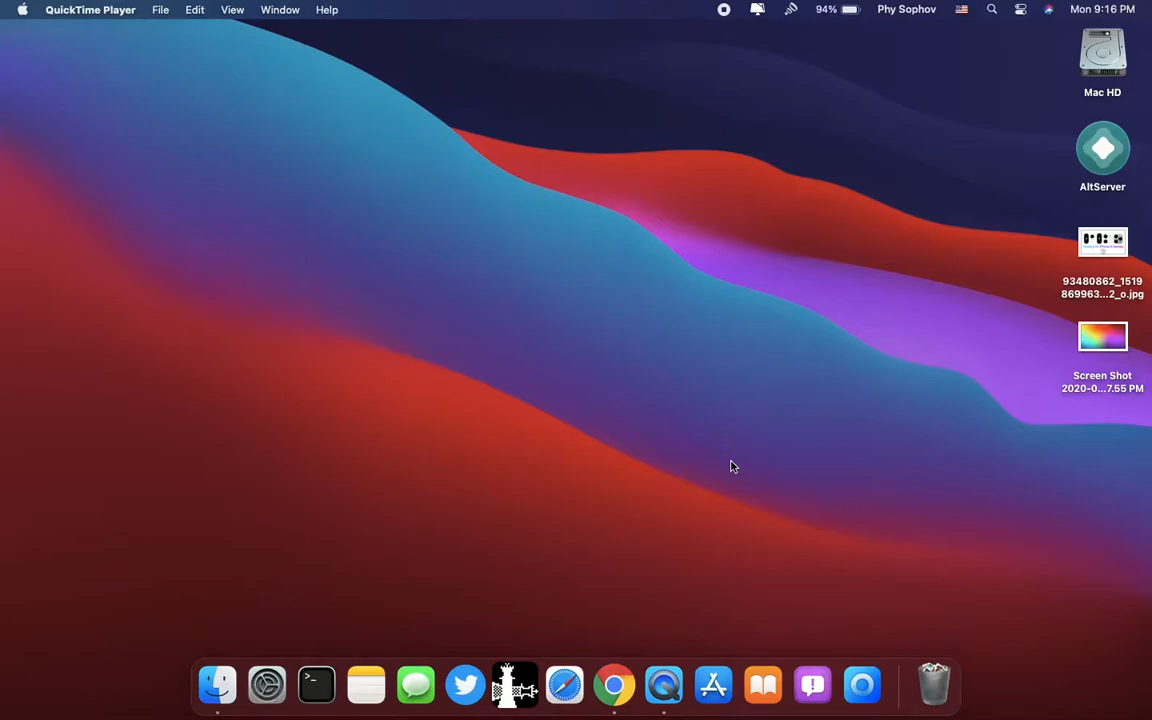 QuickTime Player File Edit View Window Help 94% Phy Sophov Mon 9:16 PM
Mac HD
AltServer
93480862_1519
869963...2_o.jpg
Screen Shot
2020-0...7.55 PM
>_